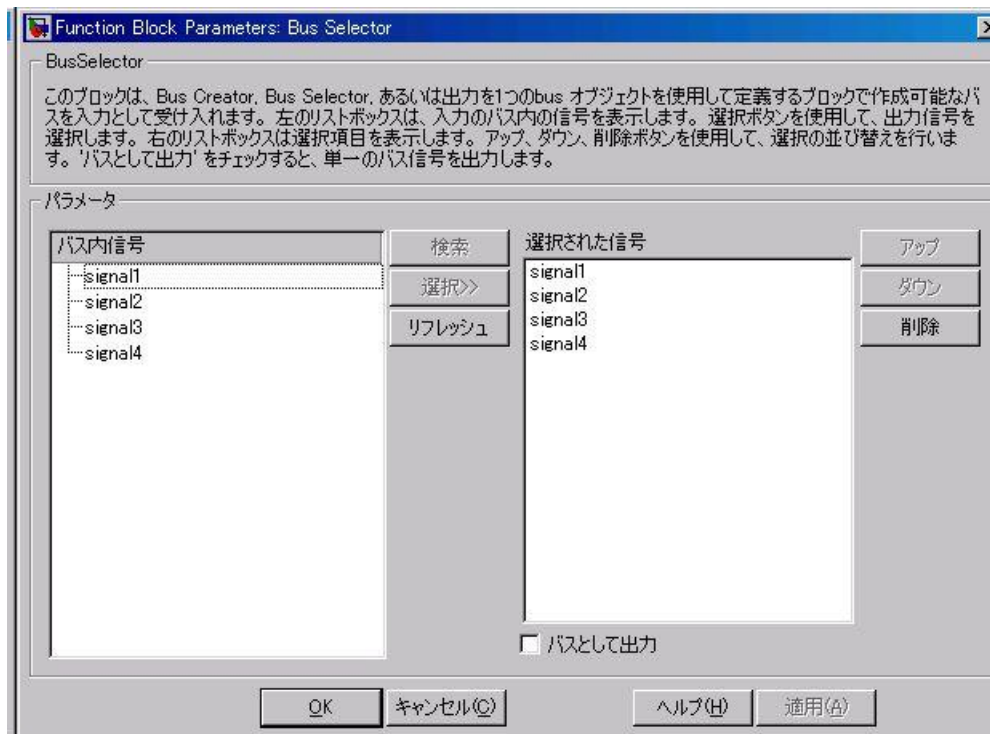 Function Block Parameters: Bus Selector
BusSelector
このブロックは、Bus Creator, Bus Selector, あるいは出力を1つのbus オブジェクトを使用して定義するブロックで作成可能なバ
スを入力として受け入れます。左のリストボックスは、入力のバス内の信号を表示します。選択ボタンを使用して、出力信号を
選択します。右のリストボックスは選択項目を表示します。アップ、ダウン、削除ボタンを使用して、選択の並び替えを行いま
す。'バスとして出力' をチェックすると、単一のバス信号を出力します。
パラメータ
バス内信号
signal1
signal2
signal3
signal4
検索
選択>>
リフレッシュ
選択された信号
signal1
signal2
signal3
signal4
アップ
ダウン
削除
バスとして出力
OK
キャンセル(C)
ヘルプ(H)
適用(A)